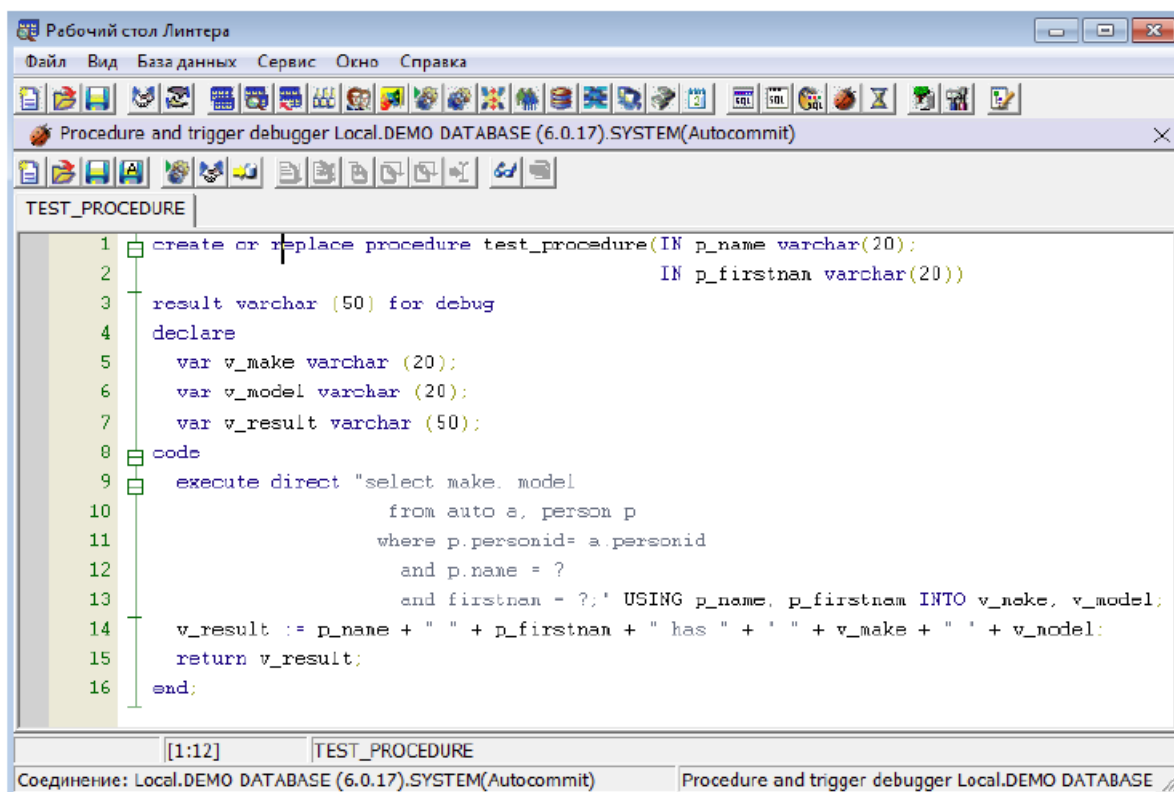 Рабочий стол Линтера
Файл Вид База данных Сервис Окно Справка
Procedure and trigger debugger Local.DEMO DATABASE (6.0.17).SYSTEM(Autocommit)
TEST_PROCEDURE
1 create or replace procedure test_procedure(IN p_name varchar(20);
2 IN p_firstnam varchar(20))
3 result varchar (50) for debug
4 declare
5 var v_make varchar (20);
6 var v_model varchar (20);
7 var v_result varchar (50);
8 code
9 execute direct "select make, model
10 from auto a, person p
11 where p.personid= a.personid
12 and p.name = ?
13 and firstnam = ?;" USING p_name, p_firstnam INTO v_make, v_model;
14 v_result := p_name + " " + p_firstnam + " has " + " " + v_make + " " + v_model;
15 return v_result;
16 end;
[1:12] TEST_PROCEDURE
Соединение: Local.DEMO DATABASE (6.0.17).SYSTEM(Autocommit) Procedure and trigger debugger Local.DEMO DATABASE